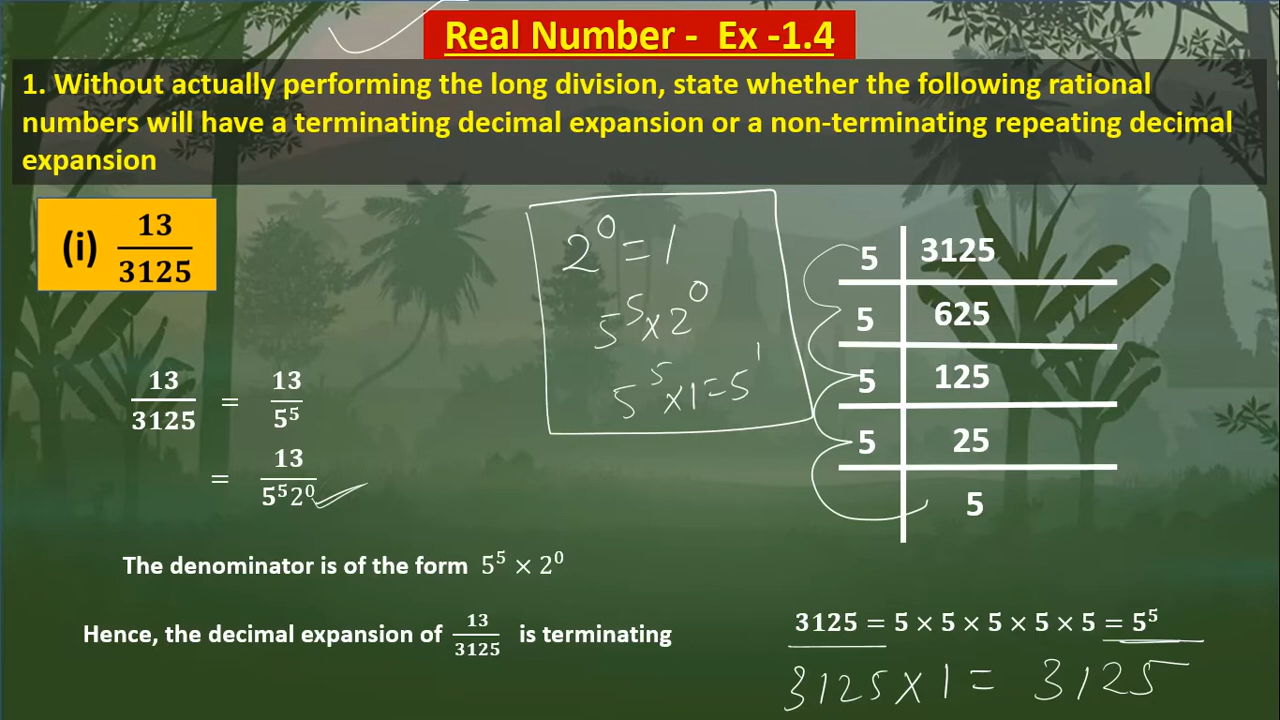 Real Number - Ex -1.4
1. Without actually performing the long division, state whether the following rational
numbers will have a terminating decimal expansion or a non-terminating repeating decimal
expansion
(i) 13/3125
2⁰ = 1
5⁵ × 2⁰
5⁵ × 1 = 5¹
5 | 3125
5 | 625
5 | 125
5 | 25
5
13/3125 = 13/5⁵
= 13/5⁵2⁰
The denominator is of the form 5⁵ × 2⁰
Hence, the decimal expansion of 13/3125 is terminating
3125 = 5 × 5 × 5 × 5 × 5 = 5⁵
3125 × 1 = 3125